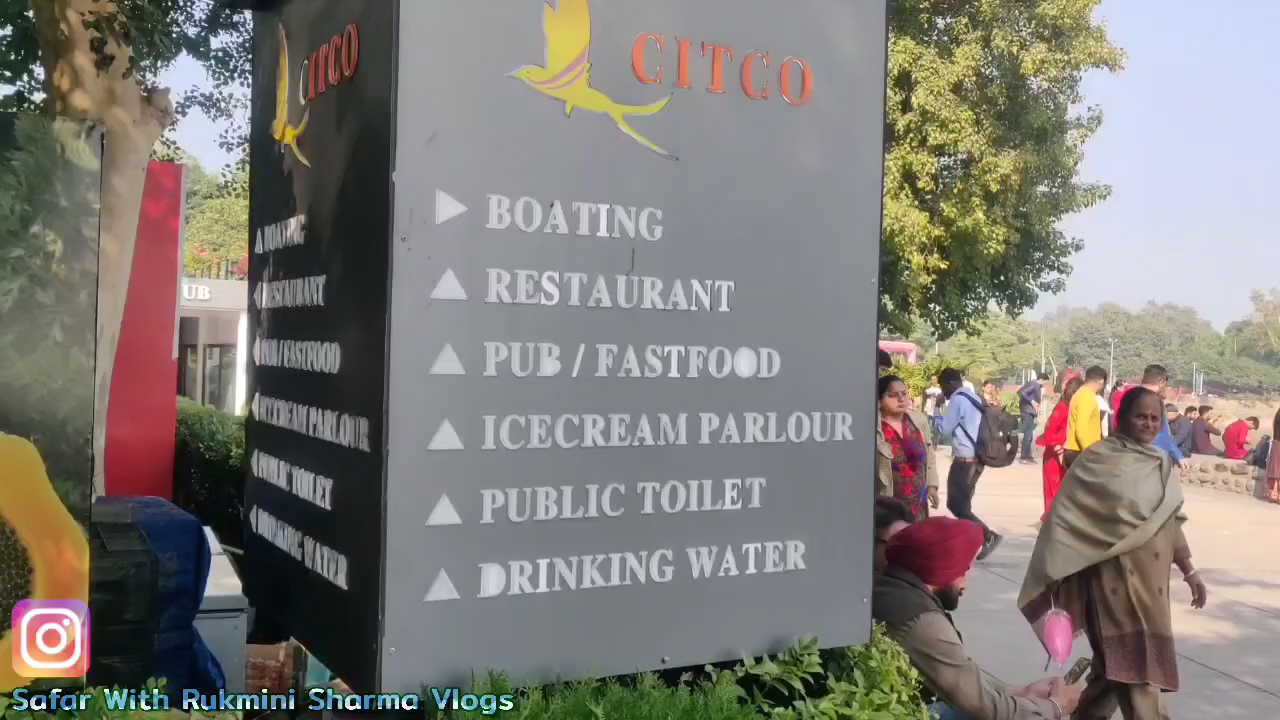 CITCO
BOATING
RESTAURANT
PUB / FASTFOOD
ICECREAM PARLOUR
PUBLIC TOILET
DRINKING WATER
CITCO
BOATING
RESTAURANT
PUB / FASTFOOD
ICECREAM PARLOUR
PUBLIC TOILET
DRINKING WATER
UB
Safar With Rukmini Sharma Vlogs